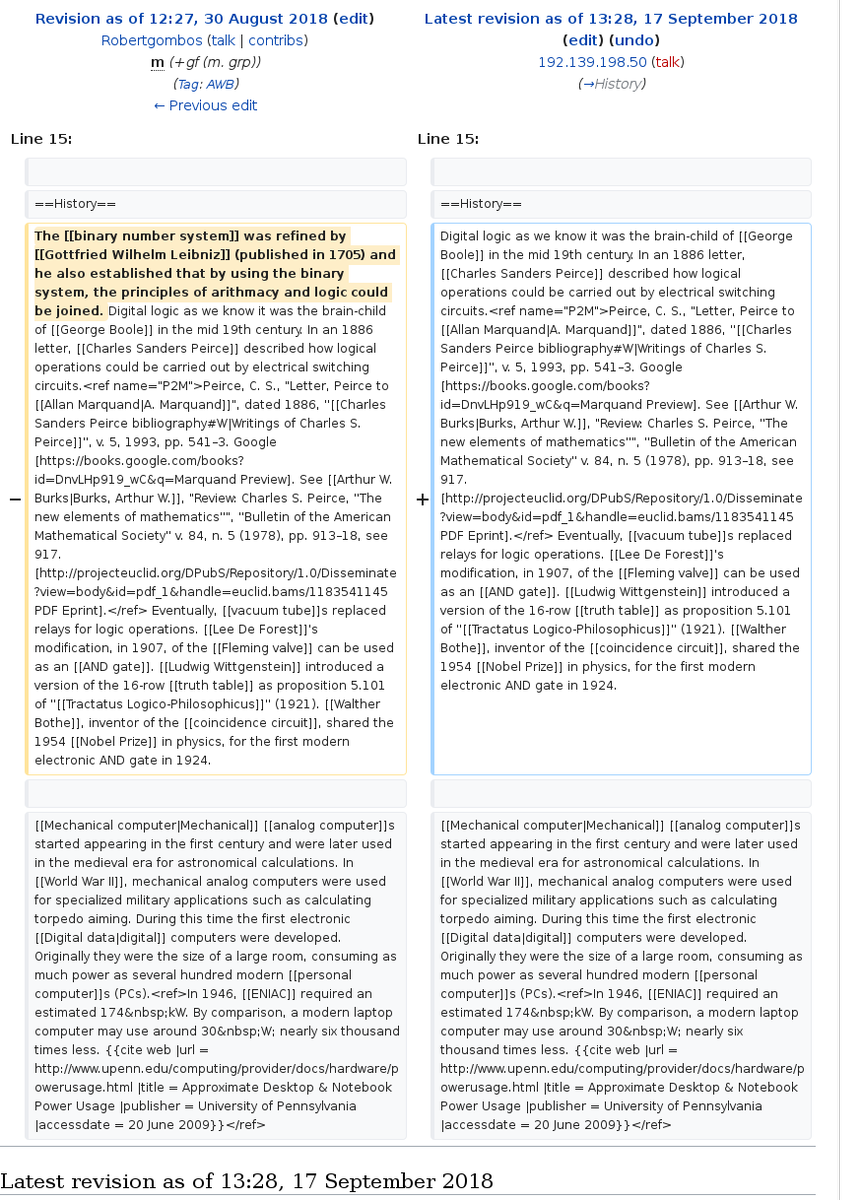 Revision as of 12:27, 30 August 2018 (edit)
Robertgombos (talk | contribs)
m (+gf (m. grp))
(Tag: AWB)
← Previous edit
Latest revision as of 13:28, 17 September 2018
(edit) (undo)
192.139.198.50 (talk)
(→History)
Line 15:
Line 15:
==History==
==History==
−
The [[binary number system]] was refined by
[[Gottfried Wilhelm Leibniz]] (published in 1705) and
he also established that by using the binary
system, the principles of arithmacy and logic could
be joined. Digital logic as we know it was the brain-child
of [[George Boole]] in the mid 19th century. In an 1886
letter, [[Charles Sanders Peirce]] described how logical
operations could be carried out by electrical switching
circuits.<ref name="P2M">Peirce, C. S., "Letter, Peirce to
[[Allan Marquand|A. Marquand]]", dated 1886, ''[[Charles
Sanders Peirce bibliography#W|Writings of Charles S.
Peirce]]'', v. 5, 1993, pp. 541–3. Google
[https://books.google.com/books?
id=DnvLHp919_wC&q=Marquand Preview]. See [[Arthur W.
Burks|Burks, Arthur W.]], "Review: Charles S. Peirce, ''The
new elements of mathematics''", ''Bulletin of the American
Mathematical Society'' v. 84, n. 5 (1978), pp. 913–18, see
917.
[http://projecteuclid.org/DPubS/Repository/1.0/Disseminate
?view=body&id=pdf_1&handle=euclid.bams/1183541145
PDF Eprint].</ref> Eventually, [[vacuum tube]]s replaced
relays for logic operations. [[Lee De Forest]]'s
modification, in 1907, of the [[Fleming valve]] can be used
as an [[AND gate]]. [[Ludwig Wittgenstein]] introduced a
version of the 16-row [[truth table]] as proposition 5.101
of ''[[Tractatus Logico-Philosophicus]]'' (1921). [[Walther
Bothe]], inventor of the [[coincidence circuit]], shared the
1954 [[Nobel Prize]] in physics, for the first modern
electronic AND gate in 1924.
+
Digital logic as we know it was the brain-child of [[George
Boole]] in the mid 19th century. In an 1886 letter,
[[Charles Sanders Peirce]] described how logical
operations could be carried out by electrical switching
circuits.<ref name="P2M">Peirce, C. S., "Letter, Peirce to
[[Allan Marquand|A. Marquand]]", dated 1886, ''[[Charles
Sanders Peirce bibliography#W|Writings of Charles S.
Peirce]]'', v. 5, 1993, pp. 541–3. Google
[https://books.google.com/books?
id=DnvLHp919_wC&q=Marquand Preview]. See [[Arthur W.
Burks|Burks, Arthur W.]], "Review: Charles S. Peirce, ''The
new elements of mathematics''", ''Bulletin of the American
Mathematical Society'' v. 84, n. 5 (1978), pp. 913–18, see
917.
[http://projecteuclid.org/DPubS/Repository/1.0/Disseminate
?view=body&id=pdf_1&handle=euclid.bams/1183541145
PDF Eprint].</ref> Eventually, [[vacuum tube]]s replaced
relays for logic operations. [[Lee De Forest]]'s
modification, in 1907, of the [[Fleming valve]] can be used
as an [[AND gate]]. [[Ludwig Wittgenstein]] introduced a
version of the 16-row [[truth table]] as proposition 5.101
of ''[[Tractatus Logico-Philosophicus]]'' (1921). [[Walther
Bothe]], inventor of the [[coincidence circuit]], shared the
1954 [[Nobel Prize]] in physics, for the first modern
electronic AND gate in 1924.
[[Mechanical computer|Mechanical]] [[analog computer]]s
started appearing in the first century and were later used
in the medieval era for astronomical calculations. In
[[World War II]], mechanical analog computers were used
for specialized military applications such as calculating
torpedo aiming. During this time the first electronic
[[Digital data|digital]] computers were developed.
Originally they were the size of a large room, consuming as
much power as several hundred modern [[personal
computer]]s (PCs).<ref>In 1946, [[ENIAC]] required an
estimated 174&nbsp;kW. By comparison, a modern laptop
computer may use around 30&nbsp;W; nearly six thousand
times less. {{cite web |url =
http://www.upenn.edu/computing/provider/docs/hardware/p
owerusage.html |title = Approximate Desktop & Notebook
Power Usage |publisher = University of Pennsylvania
|accessdate = 20 June 2009}}</ref>
[[Mechanical computer|Mechanical]] [[analog computer]]s
started appearing in the first century and were later used
in the medieval era for astronomical calculations. In
[[World War II]], mechanical analog computers were used
for specialized military applications such as calculating
torpedo aiming. During this time the first electronic
[[Digital data|digital]] computers were developed.
Originally they were the size of a large room, consuming as
much power as several hundred modern [[personal
computer]]s (PCs).<ref>In 1946, [[ENIAC]] required an
estimated 174&nbsp;kW. By comparison, a modern laptop
computer may use around 30&nbsp;W; nearly six
thousand times less. {{cite web |url =
http://www.upenn.edu/computing/provider/docs/hardware/p
owerusage.html |title = Approximate Desktop & Notebook
Power Usage |publisher = University of Pennsylvania
|accessdate = 20 June 2009}}</ref>
Latest revision as of 13:28, 17 September 2018